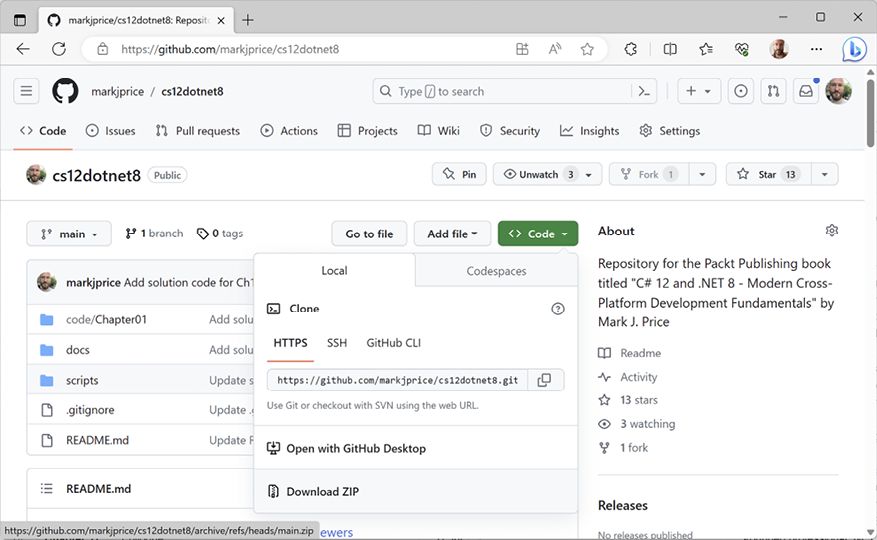 markjprice/cs12dotnet8: Reposit
https://github.com/markjprice/cs12dotnet8
markjprice / cs12dotnet8
Type / to search
Code
Issues
Pull requests
Actions
Projects
Wiki
Security
Insights
Settings
cs12dotnet8 Public
Pin
Unwatch 3
Fork 1
Star 13
main
1 branch
0 tags
Go to file
Add file
<> Code
markjprice Add solution code for Ch1
code/Chapter01 Add solu
docs Add solu
scripts Update s
.gitignore Update .g
README.md Update R
README.md
Local
Codespaces
Clone
HTTPS SSH GitHub CLI
https://github.com/markjprice/cs12dotnet8.git
Use Git or checkout with SVN using the web URL.
Open with GitHub Desktop
Download ZIP
About
Repository for the Packt Publishing book
titled "C# 12 and .NET 8 - Modern Cross-
Platform Development Fundamentals" by
Mark J. Price
Readme
Activity
13 stars
3 watching
1 fork
Releases
No releases published
https://github.com/markjprice/cs12dotnet8/archive/refs/heads/main.zip
ewers